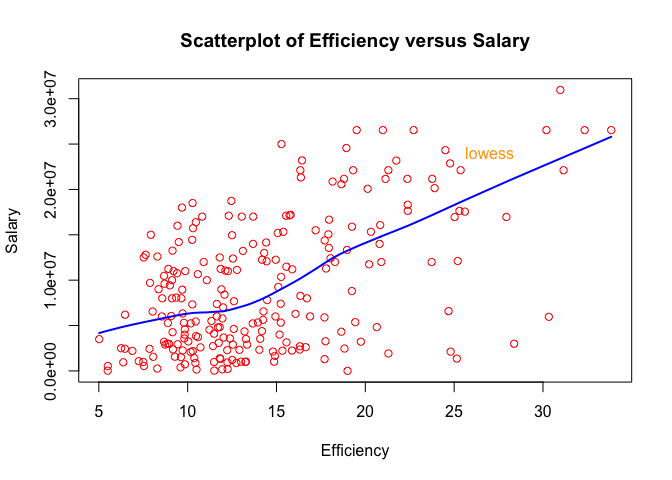 Scatterplot of Efficiency versus Salary
3.0e+07
2.0e+07
1.0e+07
0.0e+00
Salary
lowess
5 10 15 20 25 30
Efficiency